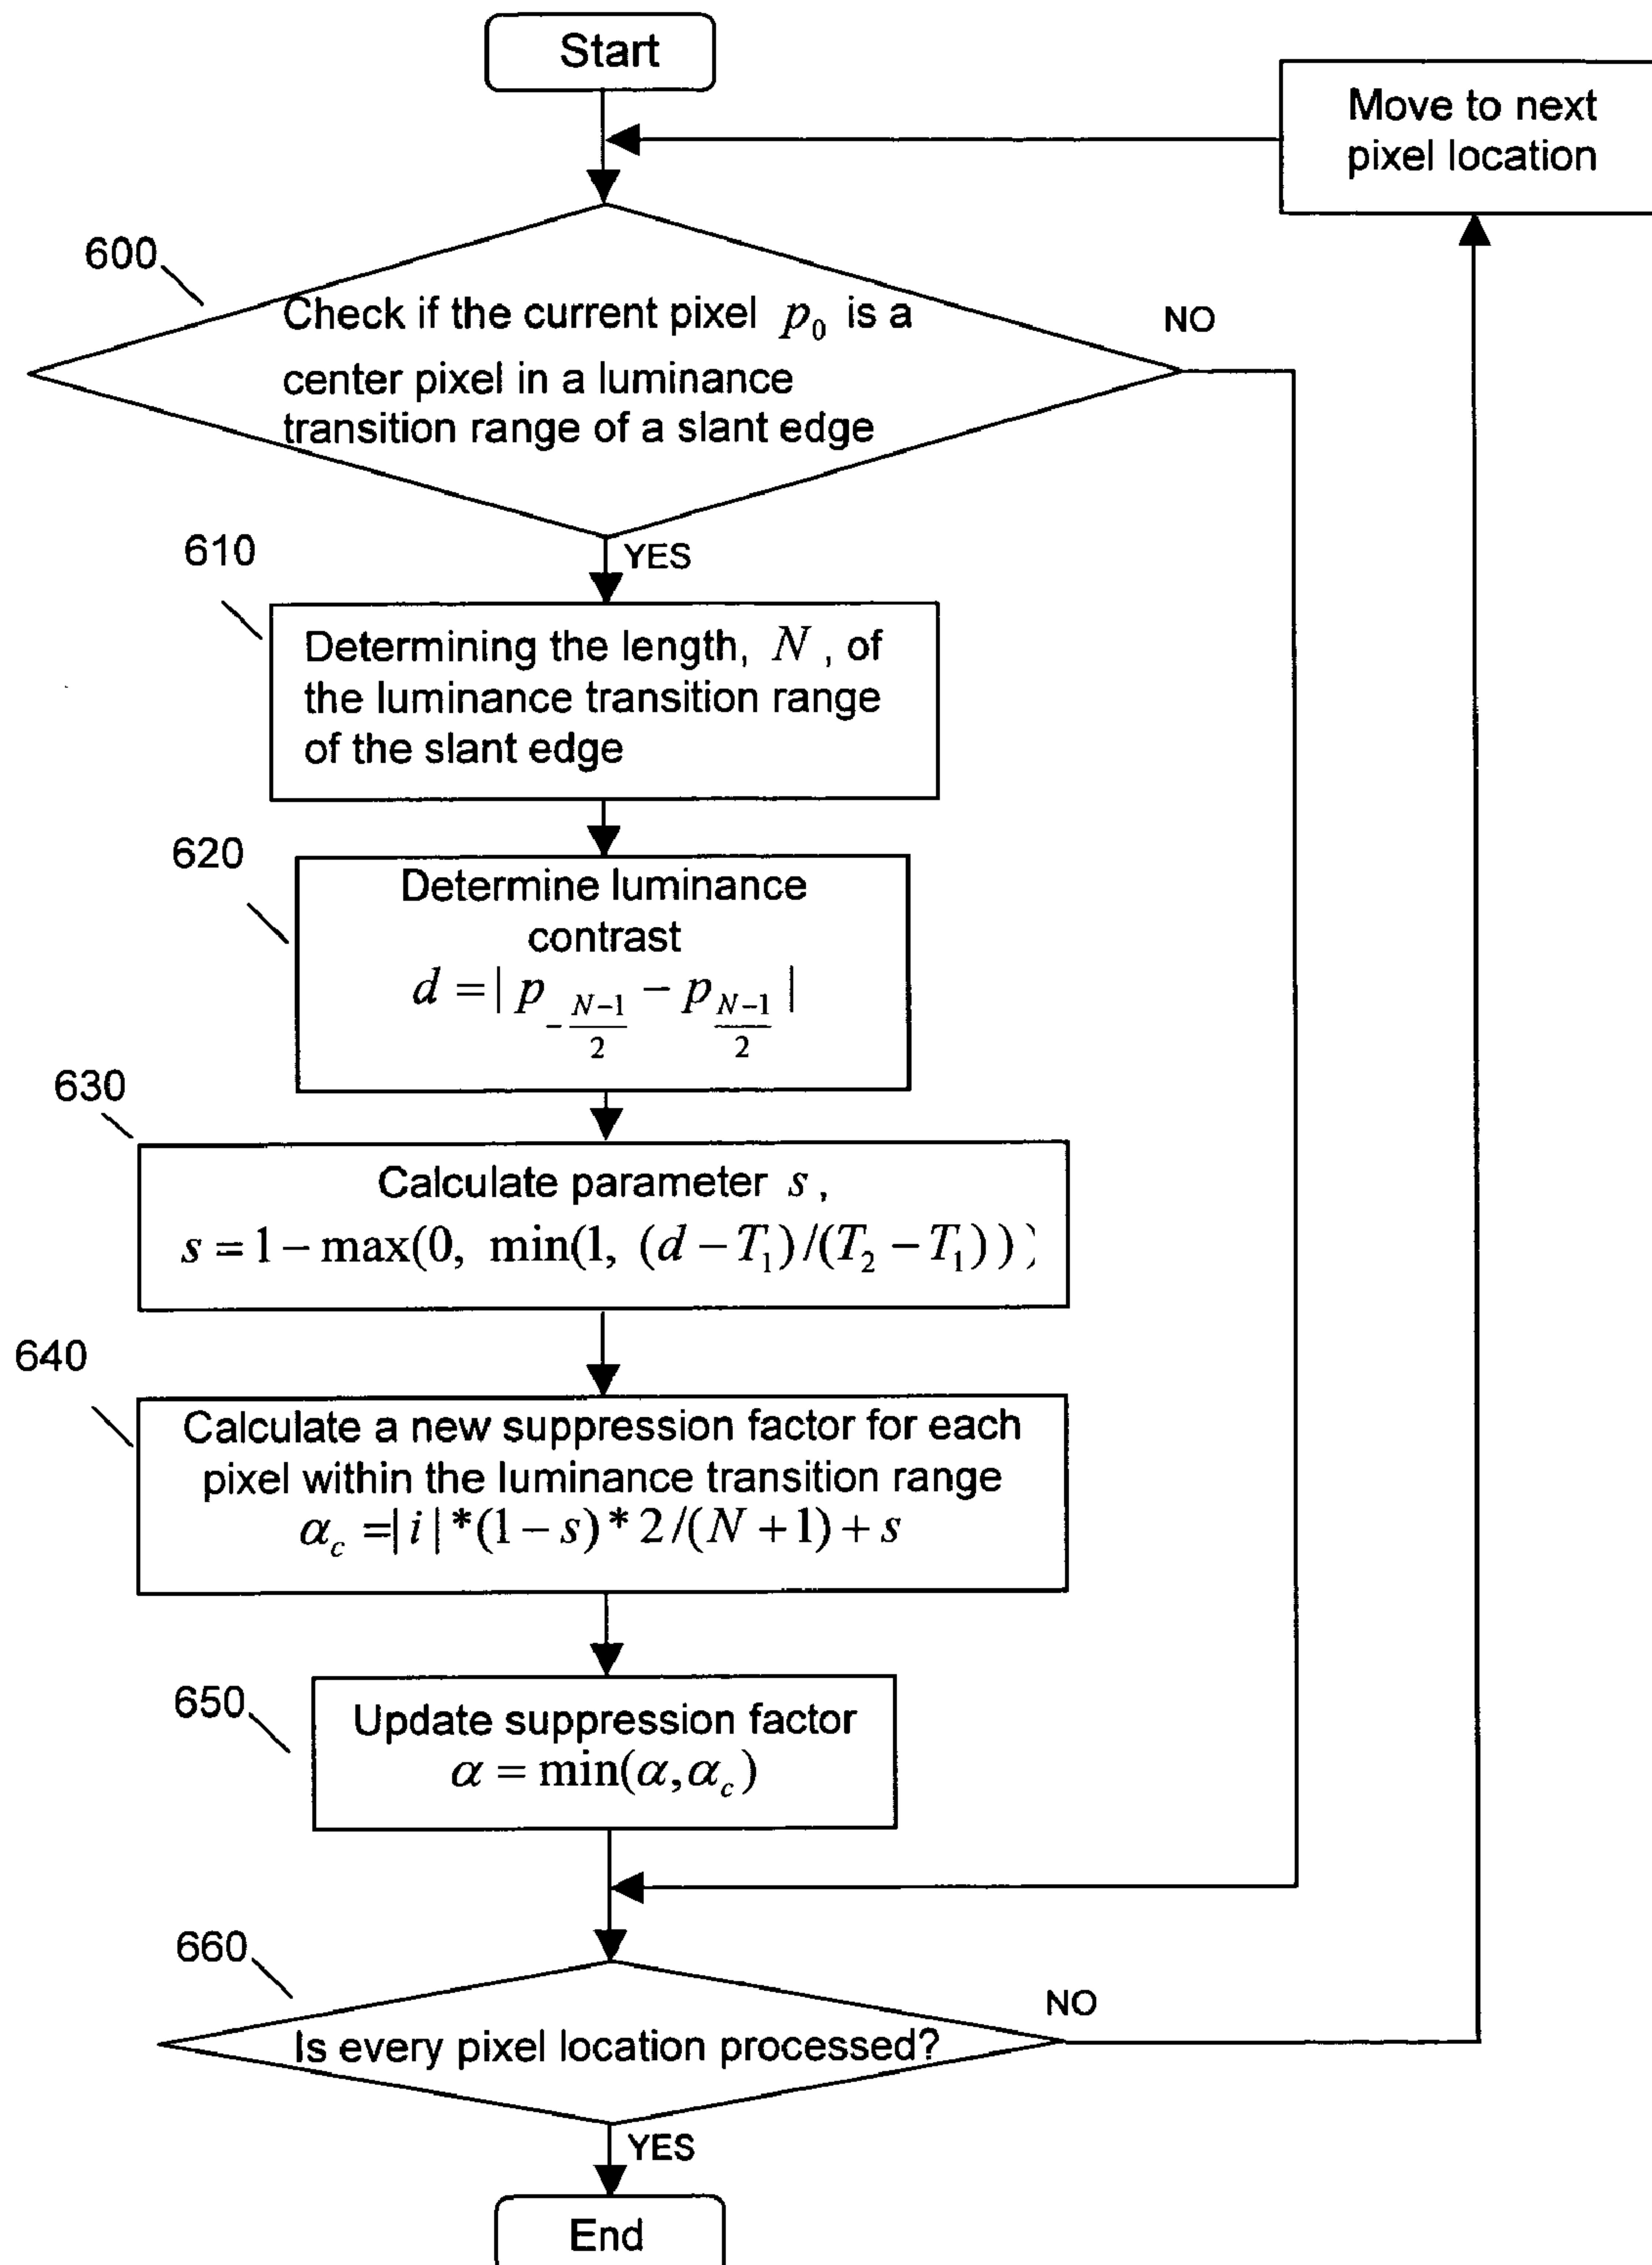 Start
Move to next
pixel location
600
Check if the current pixel p₀ is a
center pixel in a luminance
transition range of a slant edge
NO
YES
610
Determining the length, N, of
the luminance transition range
of the slant edge
620
Determine luminance
contrast
d = | p_{-\frac{N-1}{2}} - p_{\frac{N-1}{2}} |
630
Calculate parameter s,
s = 1 − max(0, min(1, (d − T₁)/(T₂ − T₁)))
640
Calculate a new suppression factor for each
pixel within the luminance transition range
α_c =| i | *(1 − s) * 2/(N + 1) + s
650
Update suppression factor
α = min(α, α_c)
660
Is every pixel location processed?
NO
YES
End